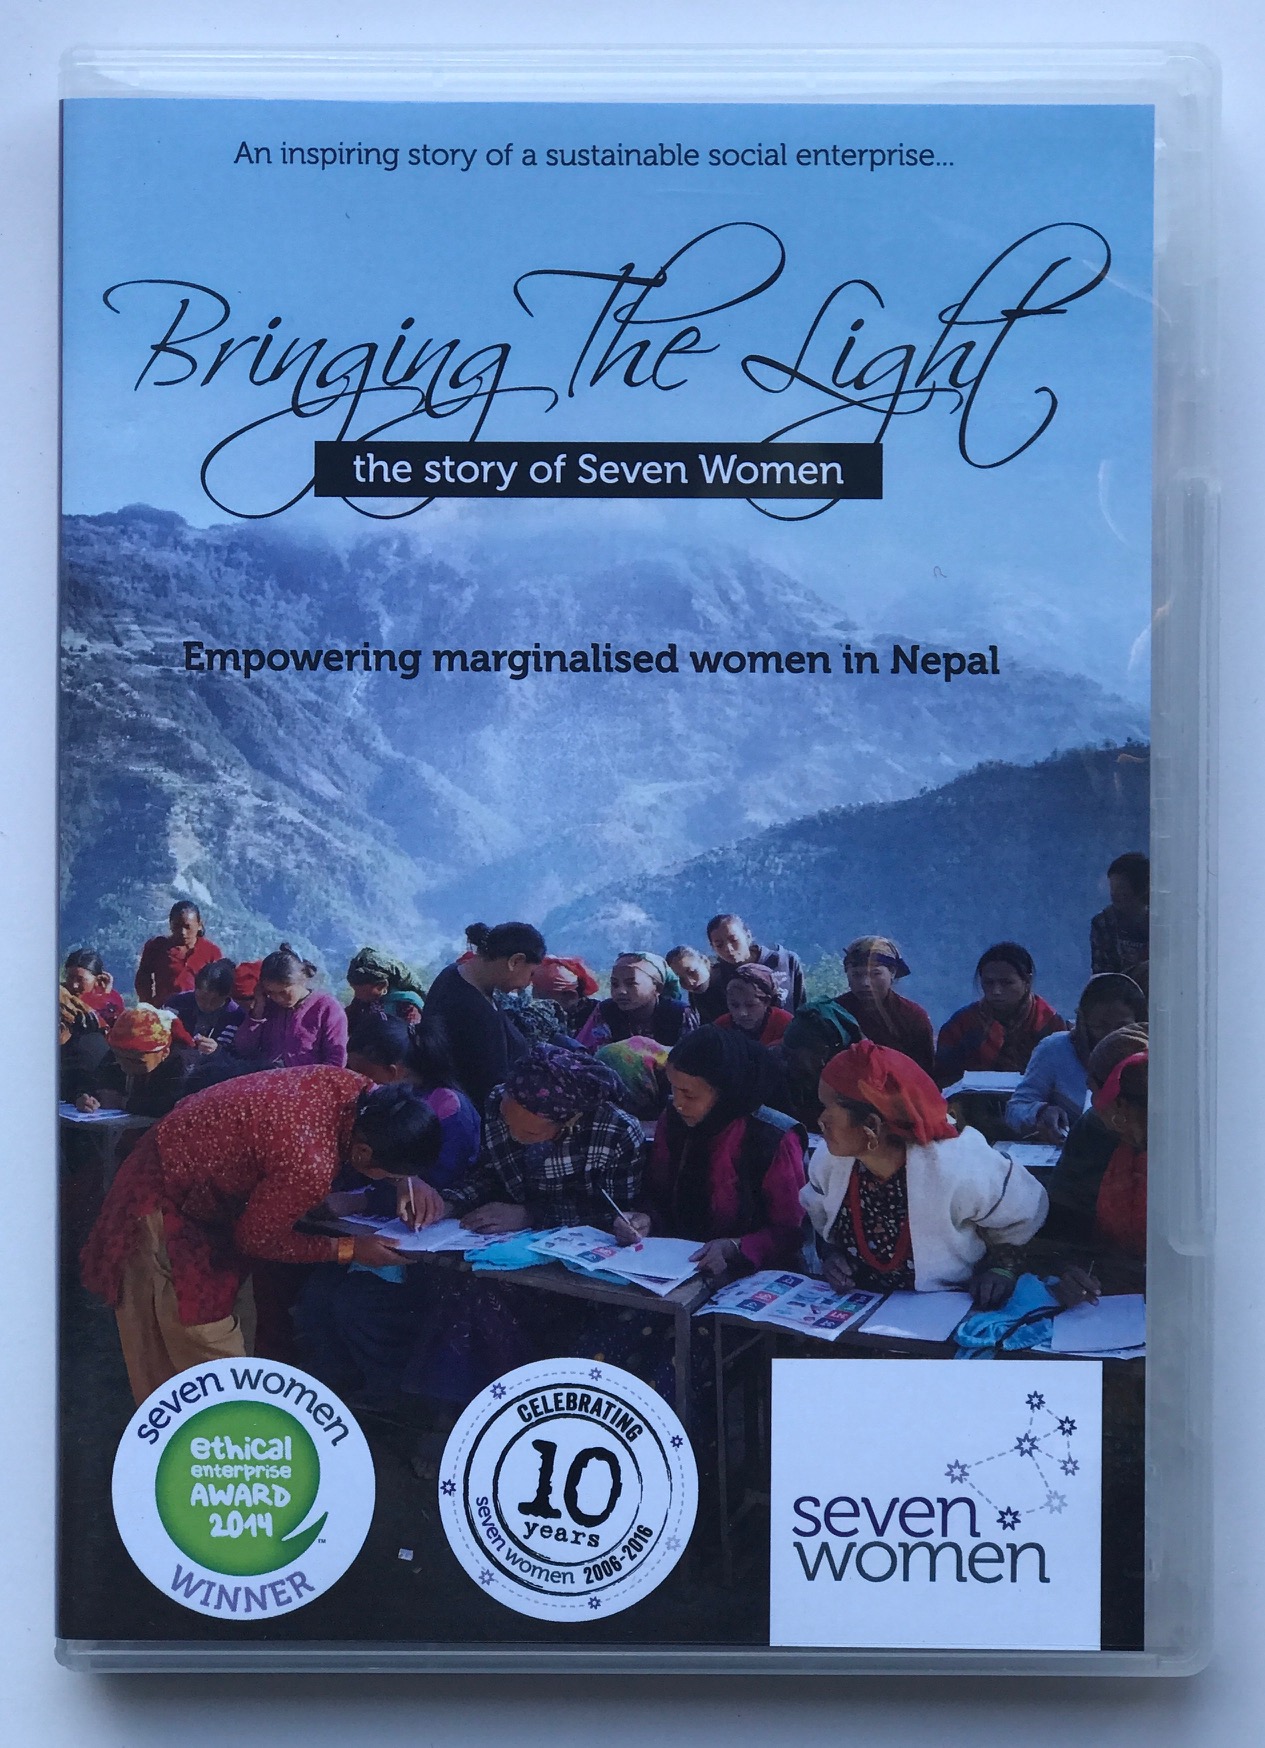 An inspiring story of a sustainable social enterprise...
Bringing The Light
the story of Seven Women
Empowering marginalised women in Nepal
seven women
ethical
enterprise
AWARD
2014
™
WINNER
CELEBRATING
10
years
seven women 2006-2016
seven
women